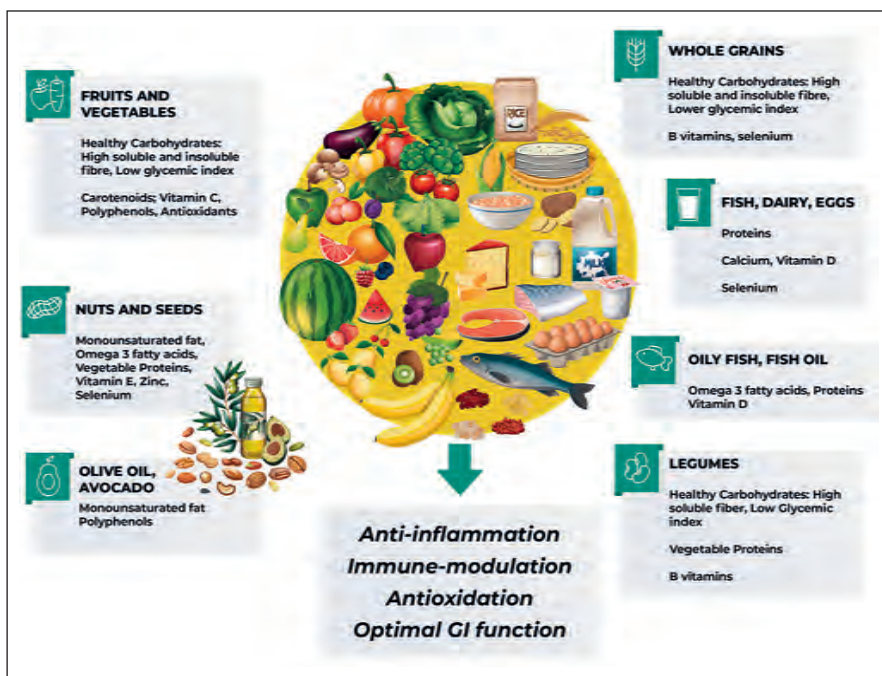 FRUITS AND
VEGETABLES
Healthy Carbohydrates:
High soluble and insoluble
fibre, Low glycemic index
Carotenoids; Vitamin C,
Polyphenols, Antioxidants
NUTS AND SEEDS
Monounsaturated fat,
Omega 3 fatty acids,
Vegetable Proteins,
Vitamin E, Zinc,
Selenium
OLIVE OIL,
AVOCADO
Monounsaturated fat
Polyphenols
RICE
MILK
WHOLE GRAINS
Healthy Carbohydrates: High
soluble and insoluble fibre,
Lower glycemic index
B vitamins, selenium
FISH, DAIRY, EGGS
Proteins
Calcium, Vitamin D
Selenium
OILY FISH, FISH OIL
Omega 3 fatty acids, Proteins
Vitamin D
LEGUMES
Healthy Carbohydrates: High
soluble fiber, Low Glycemic
index
Vegetable Proteins
B vitamins
Anti-inflammation
Immune-modulation
Antioxidation
Optimal GI function